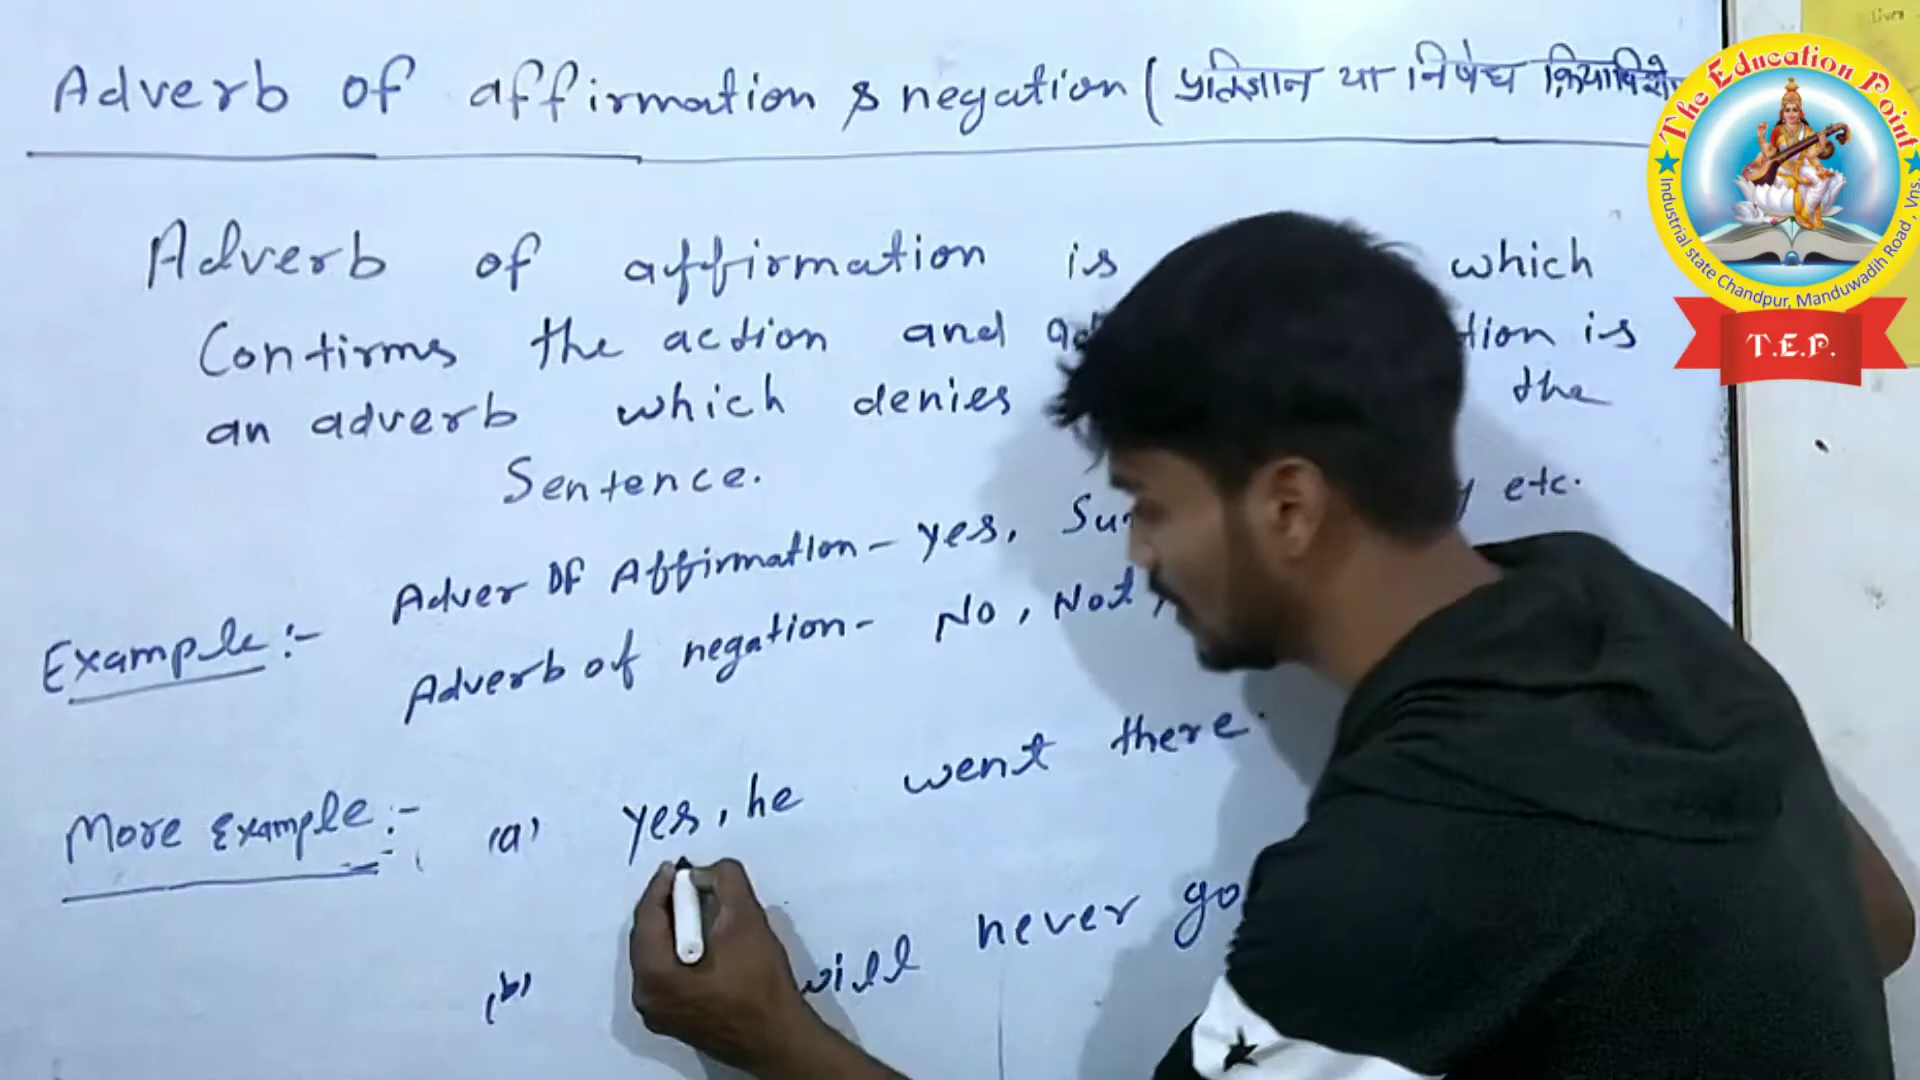 Adverb of affirmation & negation (प्रतिज्ञान या निषेध
Adverb of affirmation is which
Confirms the action and is
an adverb which denies the
Sentence.
Adver Of Affirmation - yes, etc.
Example :-
Adverb of negation - No, Not,
More Example :- (a) yes, he went there.
(b) will never go
The Education Point
Industrial state Chandpur, Manduwadih Road, Vns.
T.E.P.